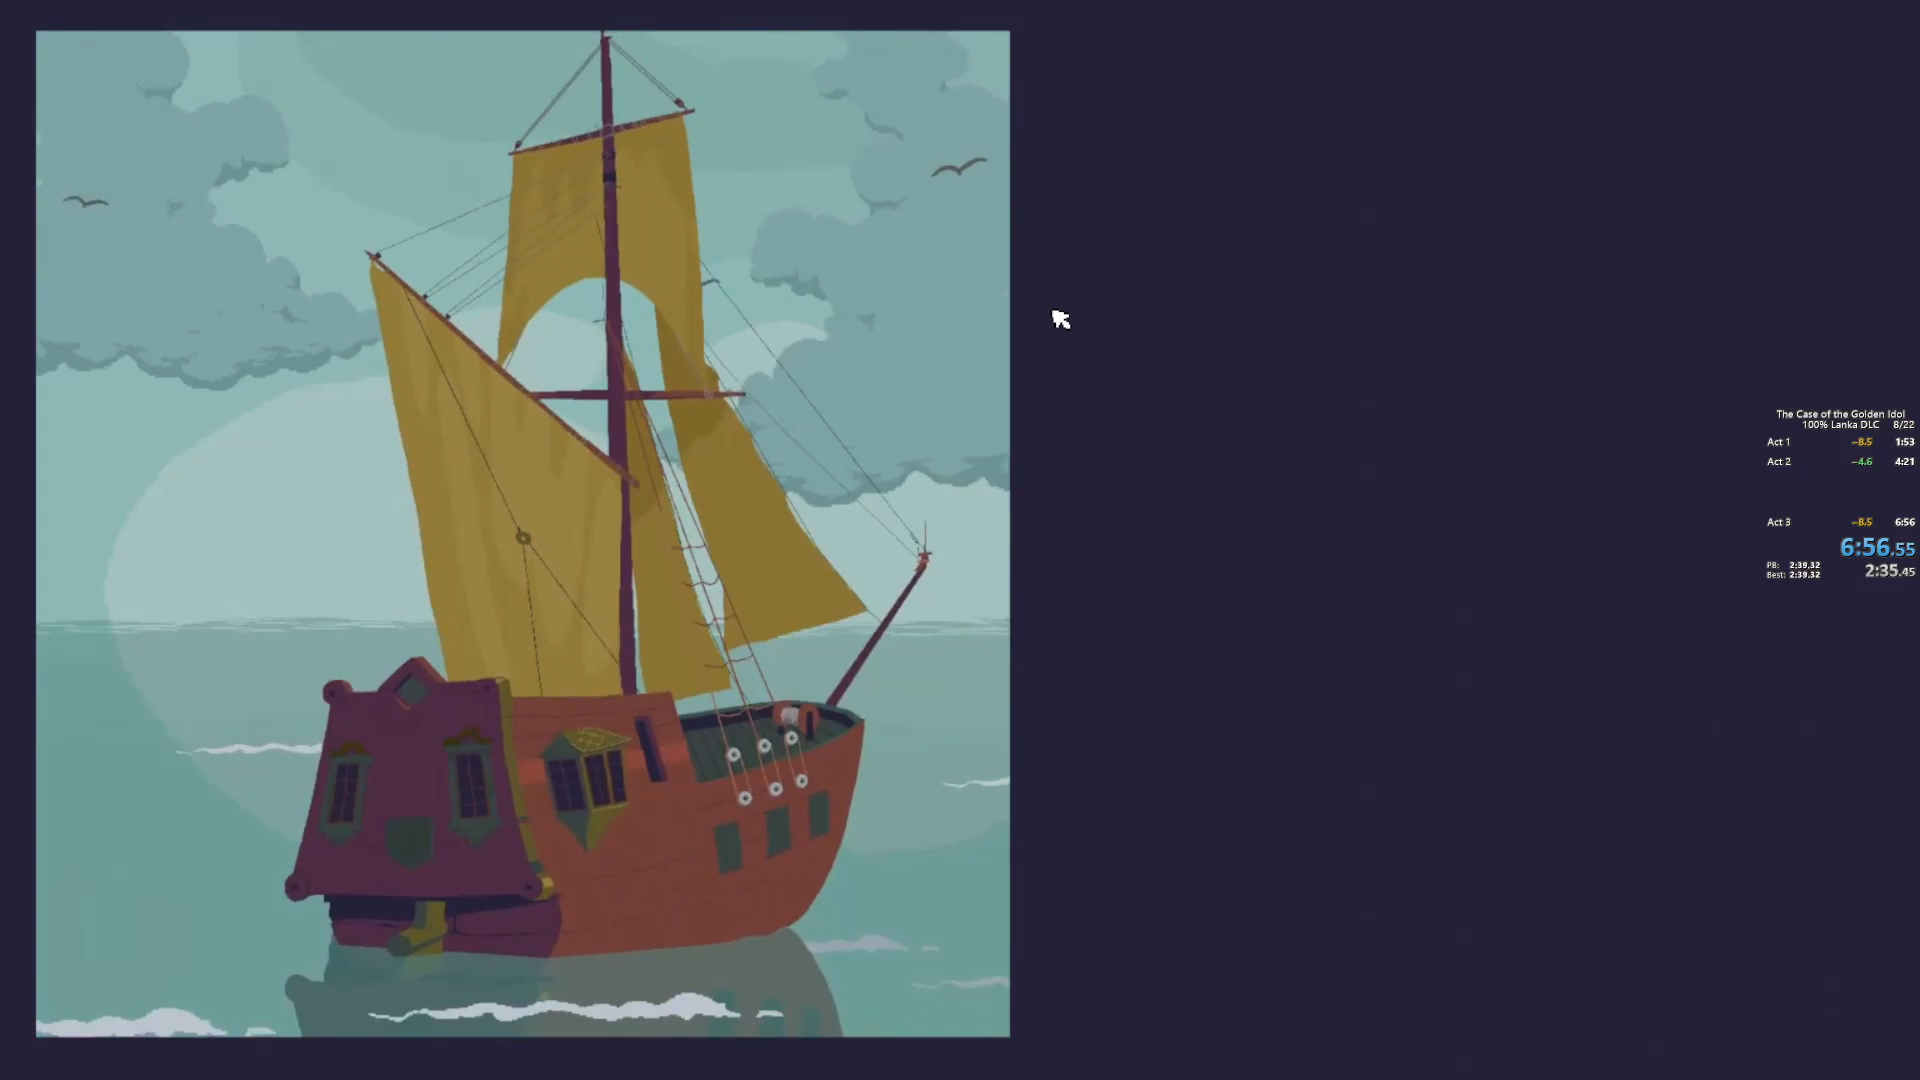 The Case of the Golden Idol
100% Lanka DLC 8/22
Act 1 −8.5 1:53
Act 2 −4.6 4:21
Act 3 −8.5 6:56
6:56.55
PB: 2:39.32
Best: 2:39.32 2:35.45